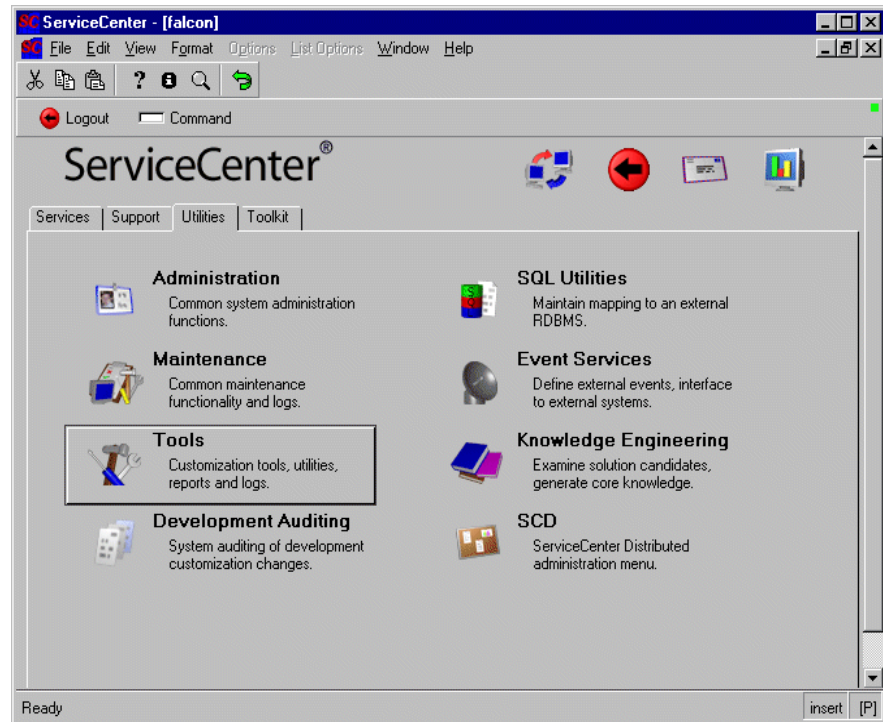 SC ServiceCenter - [falcon]
SC File Edit View Format Options List Options Window Help
?
Logout Command
ServiceCenter®
Services Support Utilities Toolkit
Administration
Common system administration
functions.
SQL Utilities
Maintain mapping to an external
RDBMS.
Maintenance
Common maintenance
functionality and logs.
Event Services
Define external events, interface
to external systems.
Tools
Customization tools, utilities,
reports and logs.
Knowledge Engineering
Examine solution candidates,
generate core knowledge.
Development Auditing
System auditing of development
customization changes.
SCD
ServiceCenter Distributed
administration menu.
Ready insert [P]